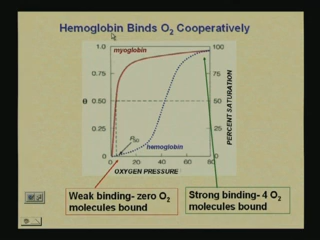 Hemoglobin Binds O2 Cooperatively
1.0
myoglobin
100
0.75
75
θ
0.50
50
PERCENT SATURATION
0.25
25
P50
hemoglobin
0
0
0
20
40
60
80
OXYGEN PRESSURE
Weak binding- zero O2
molecules bound
Strong binding- 4 O2
molecules bound